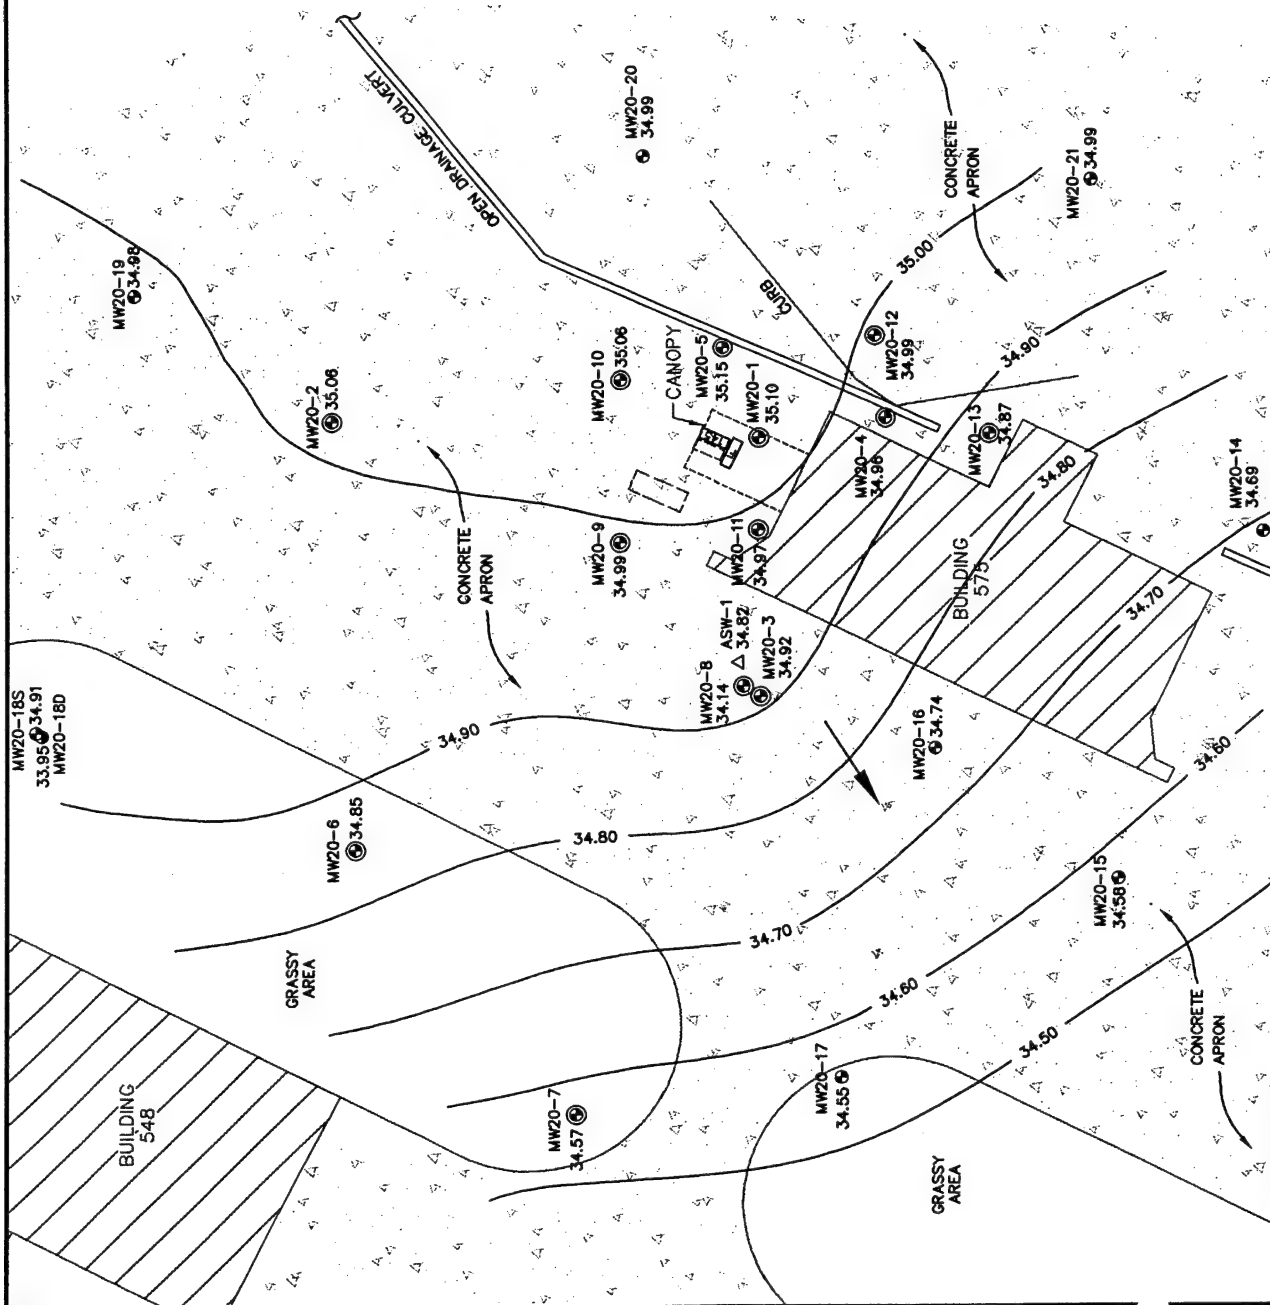 OPEN DRAINAGE CULVERT
MW20-20
34.99
CONCRETE
APRON
MW20-21
34.99
MW20-19
34.98
35.00
CURB
MW20-12
34.99
34.90
CANOPY
MW20-5
35.15
MW20-10
35.06
MW20-2
35.06
MW20-1
35.10
MW20-4
34.96
MW20-13
34.87
34.80
MW20-14
34.69
CONCRETE
APRON
MW20-9
34.99
MW20-11
34.97
BUILDING
575
34.70
ASW-1
34.82
MW20-8
34.14
MW20-3
34.92
MW20-18S
34.91
33.95
MW20-18D
34.90
MW20-16
34.74
34.60
MW20-6
34.85
34.80
MW20-15
34.58
GRASSY
AREA
34.70
34.60
CONCRETE
APRON
34.50
BUILDING
548
MW20-7
34.57
MW20-17
34.55
GRASSY
AREA